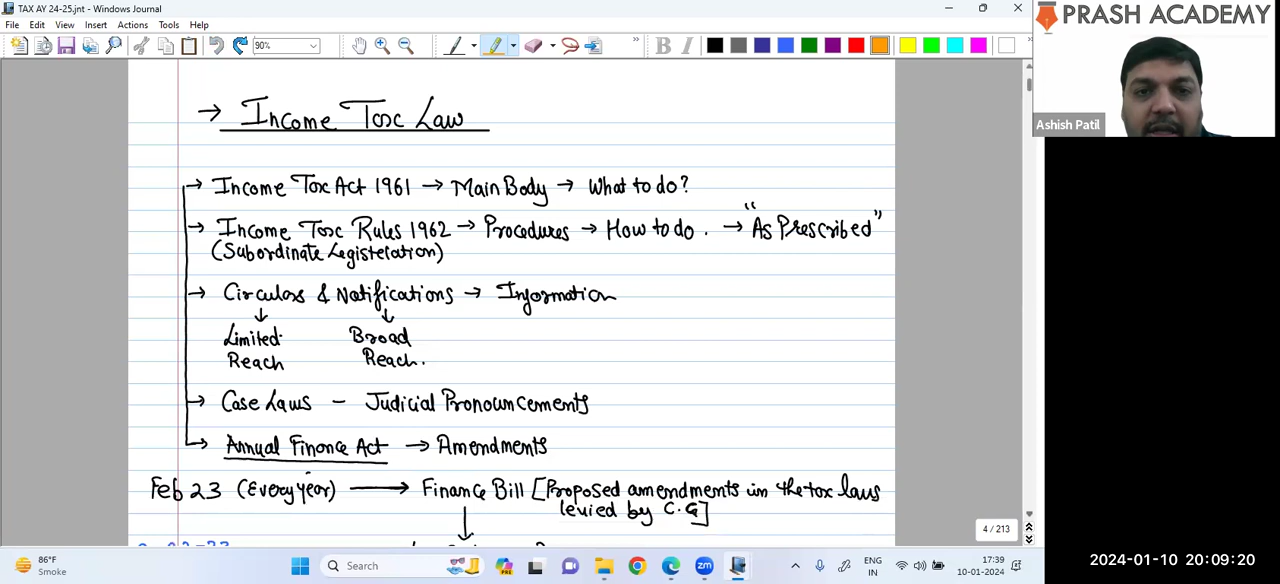 TAX AY 24-25.jnt - Windows Journal
File Edit View Insert Actions Tools Help
90%
PRASH ACADEMY
Ashish Patil
→ Income Tax Law
→ Income Tax Act 1961 → Main Body → What to do?
→ Income Tax Rules 1962 → Procedures → How to do. → "As Prescribed"
(Subordinate Legisteration)
→ Circulars & Notifications → Information
↓ ↓
Limited Broad
Reach Reach.
→ Case Laws - Judicial Pronouncements
→ Annual Finance Act → Amendments
Feb 23 (Every year) → Finance Bill [Proposed amendments in the tax laws
levied by C.G]
4 / 213
86°F
Smoke
Search
ENG
IN
17:39
10-01-2024
2024-01-10 20:09:20